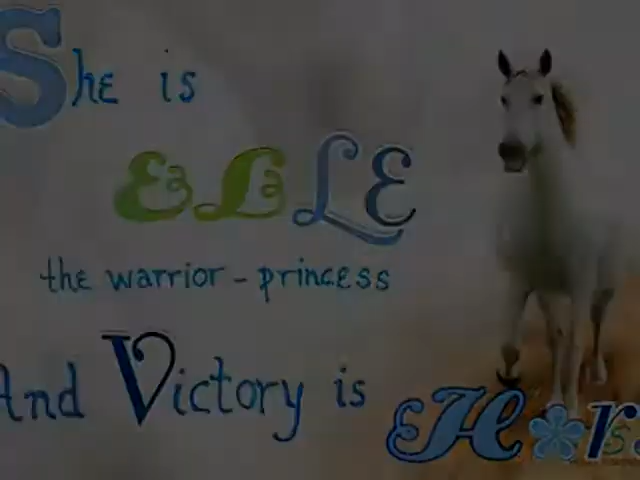 She is
ELLE
the warrior - princess
And Victory is
Hers